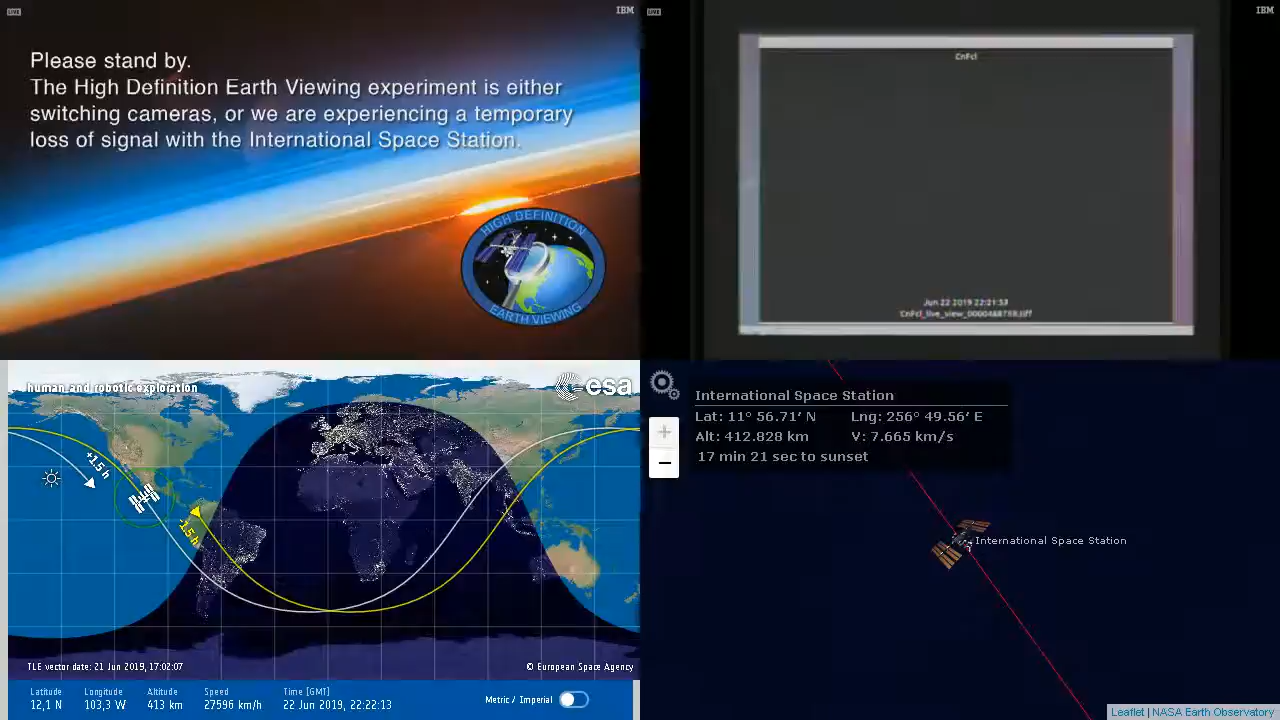 LIVE
IBM
Please stand by.
The High Definition Earth Viewing experiment is either
switching cameras, or we are experiencing a temporary
loss of signal with the International Space Station.
HIGH DEFINITION
EARTH VIEWING
LIVE
IBM
CnFcl
Jun 22 2019 22:21:53
human and robotic exploration
esa
+1.5 h
-1.5 h
TLE vector date: 21 Jun 2019, 17:02:07
© European Space Agency
Latitude Longitude Altitude Speed Time [GMT]
12,1 N 103,3 W 413 km 27596 km/h 22 Jun 2019, 22:22:13
Metric / Imperial
International Space Station
Lat: 11° 56.71′ N Lng: 256° 49.56′ E
Alt: 412.828 km V: 7.665 km/s
17 min 21 sec to sunset
+
−
International Space Station
Leaflet | NASA Earth Observatory